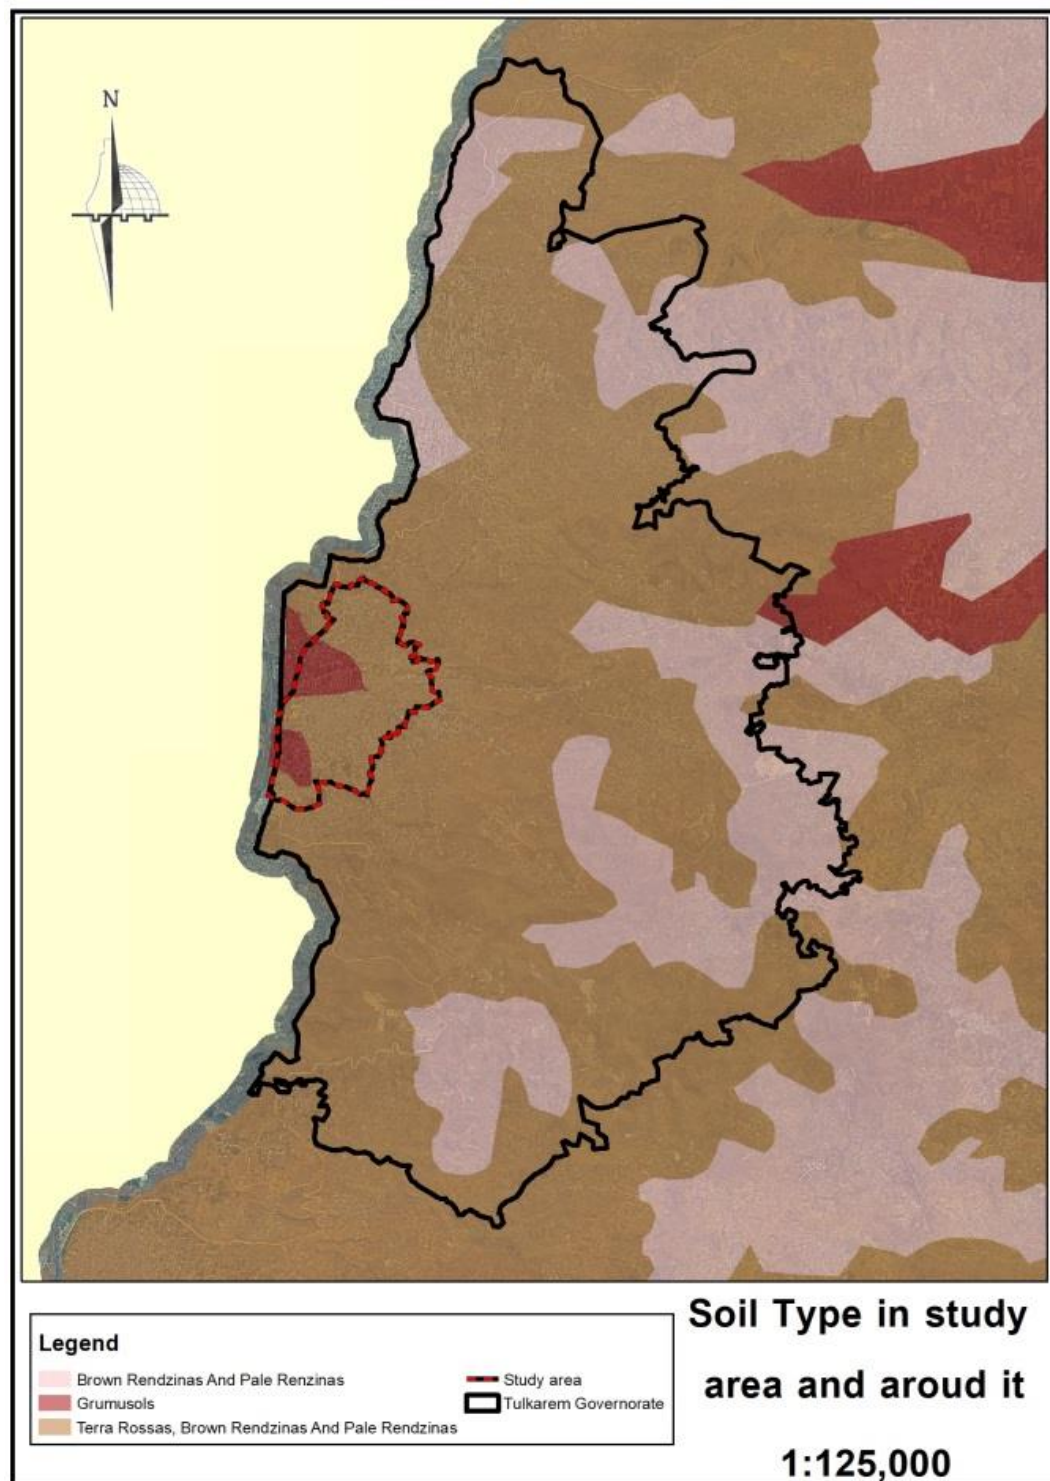 N
Legend
Brown Rendzinas And Pale Renzinas
Grumusols
Terra Rossas, Brown Rendzinas And Pale Rendzinas
Study area
Tulkarem Governorate
Soil Type in study
area and aroud it
1:125,000